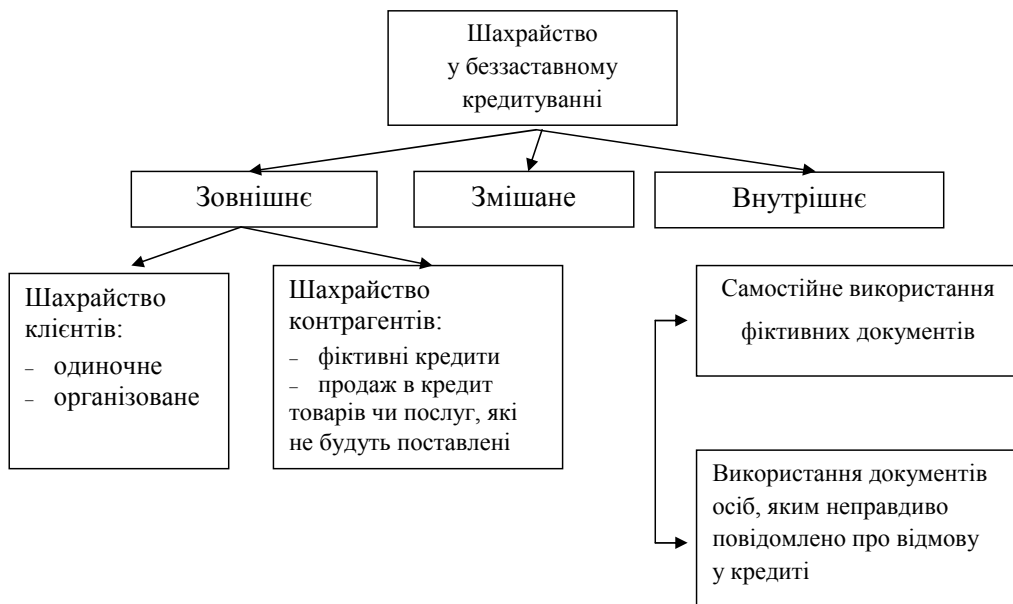 Шахрайство
у беззаставному
кредитуванні
Зовнішнє
Змішане
Внутрішнє
Шахрайство
клієнтів:
– одиночне
– організоване
Шахрайство
контрагентів:
– фіктивні кредити
– продаж в кредит
товарів чи послуг, які
не будуть поставлені
Самостійне використання
фіктивних документів
Використання документів
осіб, яким неправдиво
повідомлено про відмову
у кредиті